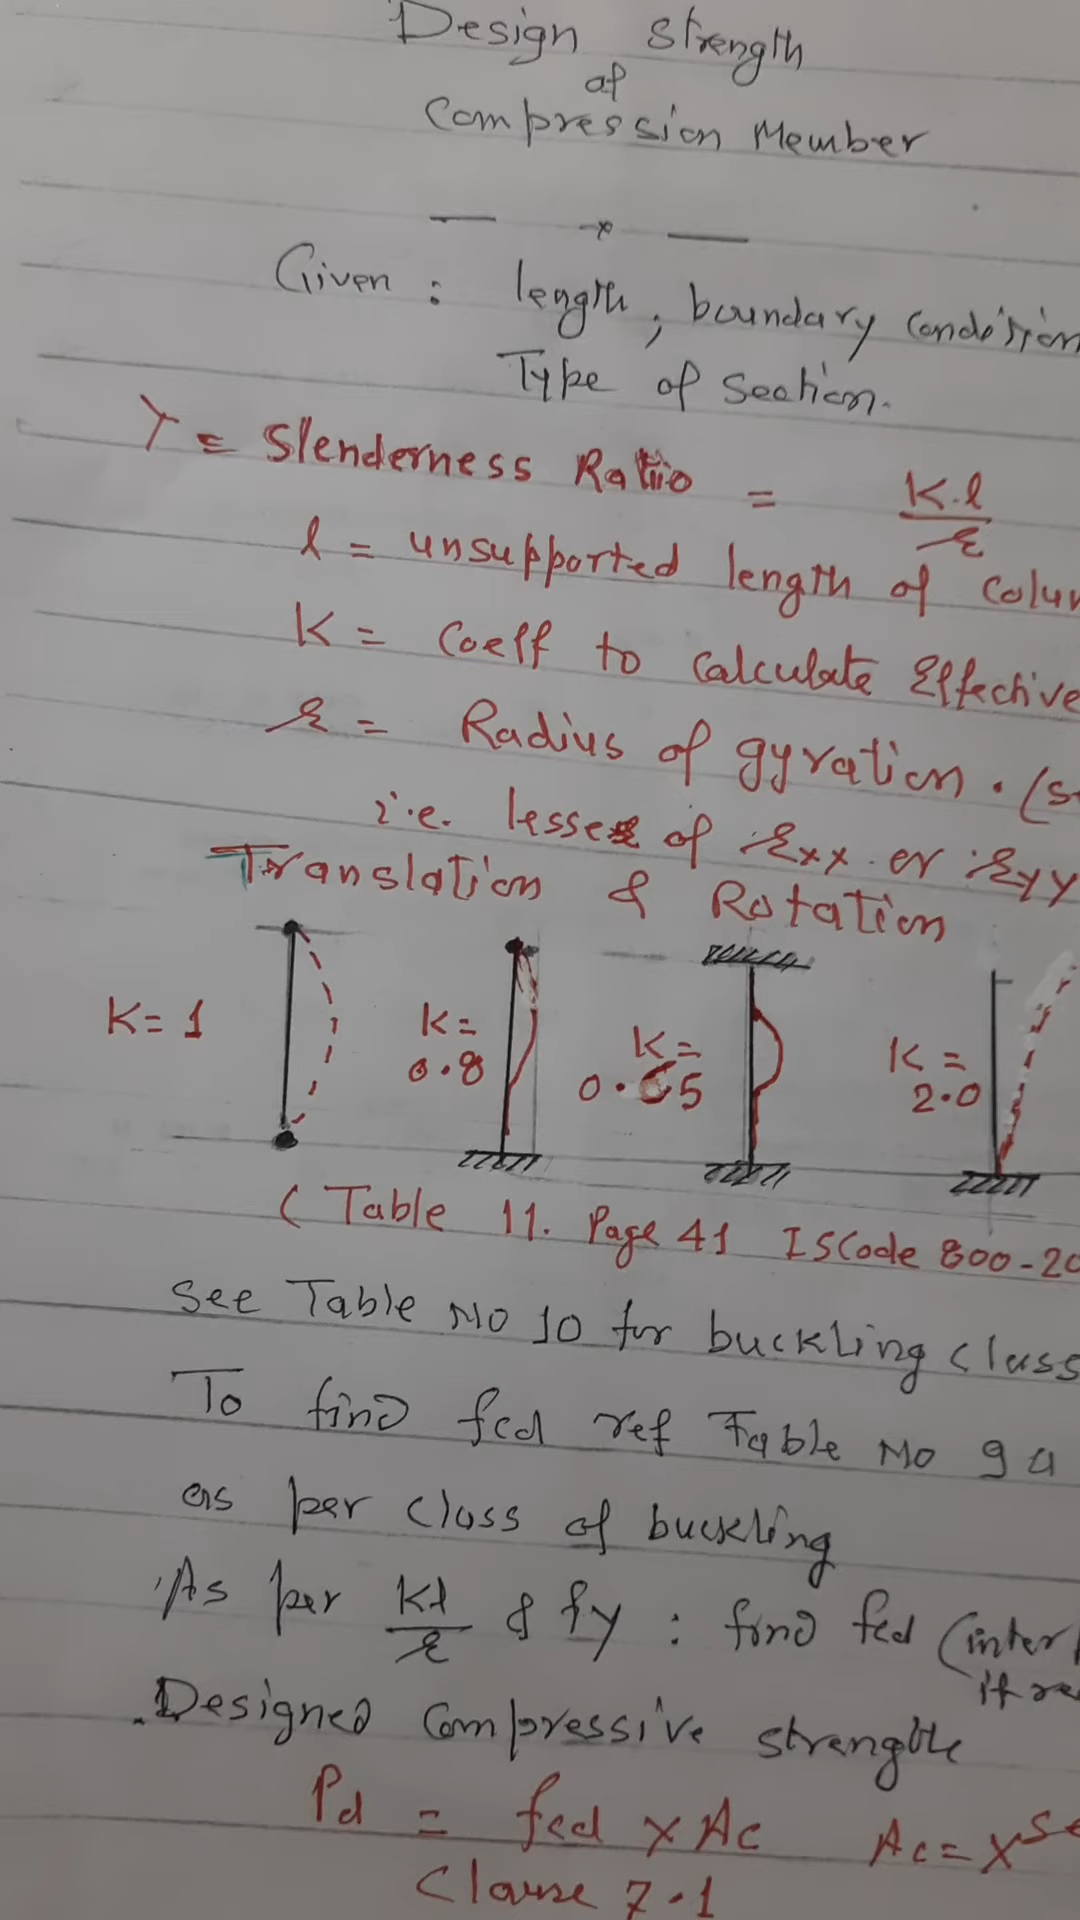 Design strength
of
Compression Member
— x —
Given : length, boundary condition
Type of Section.
λ = Slenderness Ratio = K.l / r
l = unsupported length of Colum
K = Coeff to calculate Effective
r = Radius of gyration. (s
i.e. lesser of rxx or ryy
Translation & Rotation
K= 1
K= 0.8
K= 0.65
K= 2.0
( Table 11. Page 41 IS Code 800-20
See Table No 10 for buckling class
To find fcd ref Table No 9 a
as per class of buckling
As per Kl / r & fy : find fcd (inter
if re
Designed Compressive strength
Pd = fcd × Ac Ac = X se
Clause 7.1